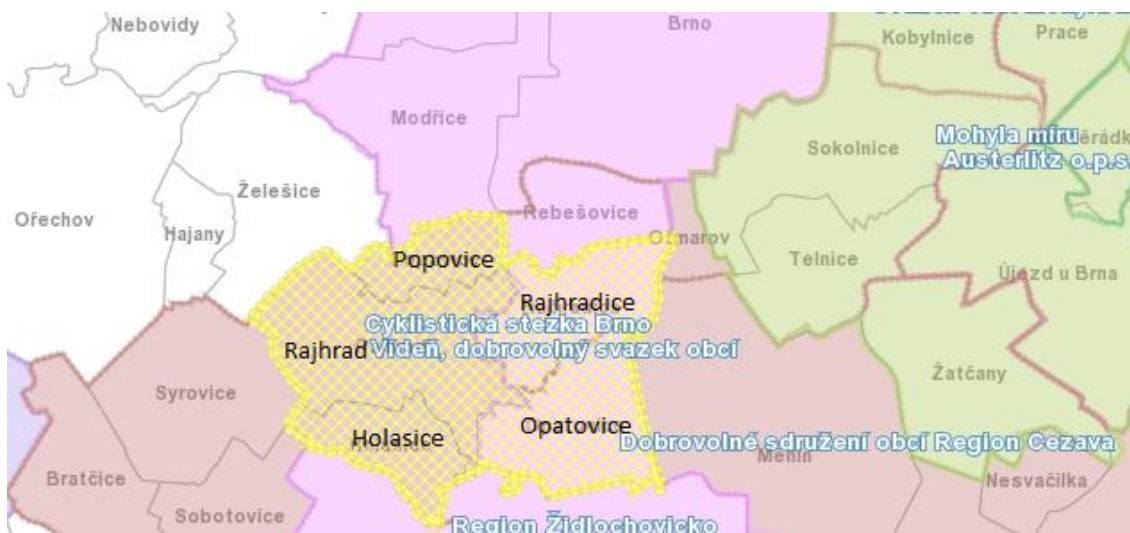 Nebovidy
Brno
Kobylnice
Prace
Modřice
Mohyla míru
Austerlitz o.p.s.
Sokolnice
Želešice
Ořechov
Hajany
Rebešovice
Otmarov
Telnice
Popovice
Újezd u Brna
Rajhradice
Cyklistická stezka Brno
Vídeň, dobrovolný svazek obcí
Rajhrad
Žatčany
Syrovice
Opatovice
Holasice
Dobrovolné sdružení obcí Region Cezava
Měnín
Bratčice
Nesvačilka
Sobotovice
Region Židlochovicko